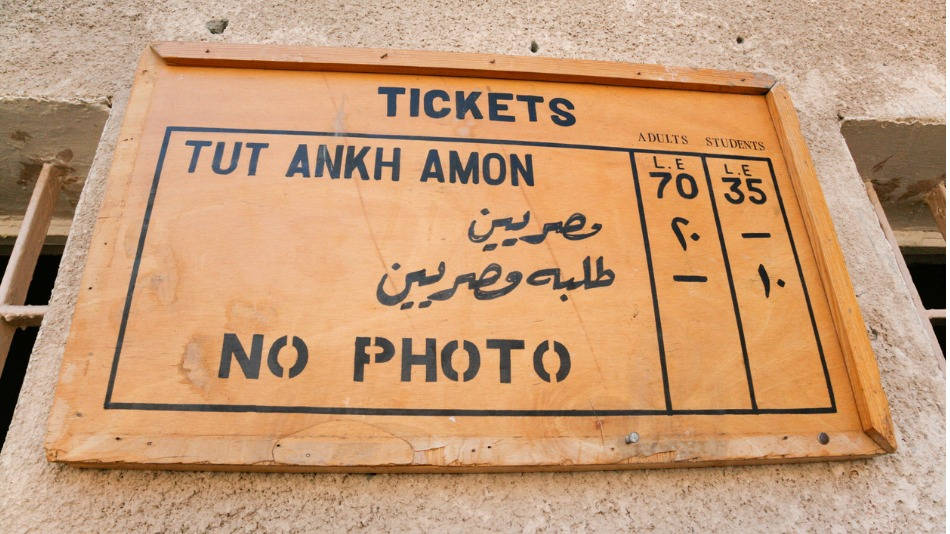 TICKETS
ADULTS STUDENTS
L.E L.E
TUT ANKH AMON 70 35
مصريين ٢٠ –
طلبه مصريين – ١٠
NO PHOTO